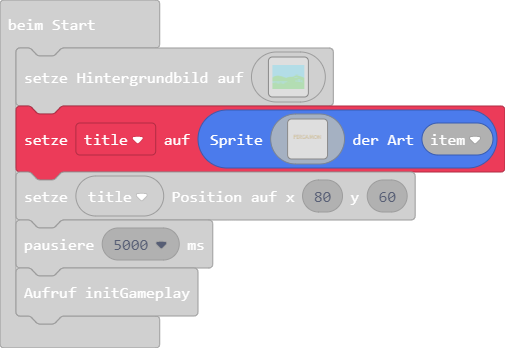 beim Start
setze Hintergrundbild auf
setze title auf Sprite der Art item
setze title Position auf x 80 y 60
pausiere 5000 ms
Aufruf initGameplay